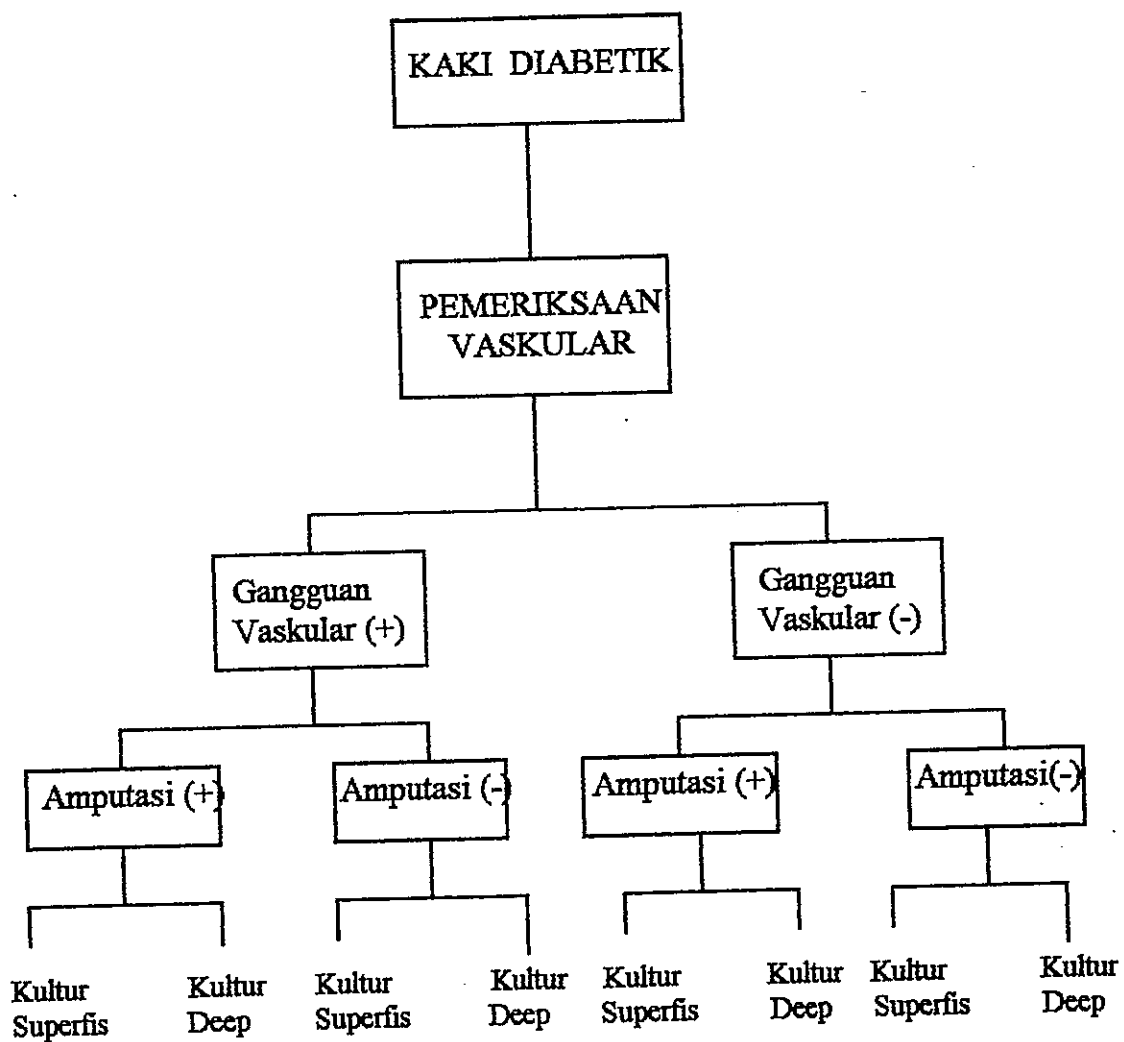 KAKI DIABETIK
PEMERIKSAAN
VASKULAR
Gangguan
Vaskular (+)
Gangguan
Vaskular (-)
Amputasi (+)
Amputasi (-)
Amputasi (+)
Amputasi(-)
Kultur
Superfis
Kultur
Deep
Kultur
Superfis
Kultur
Deep
Kultur
Superfis
Kultur
Deep
Kultur
Superfis
Kultur
Deep